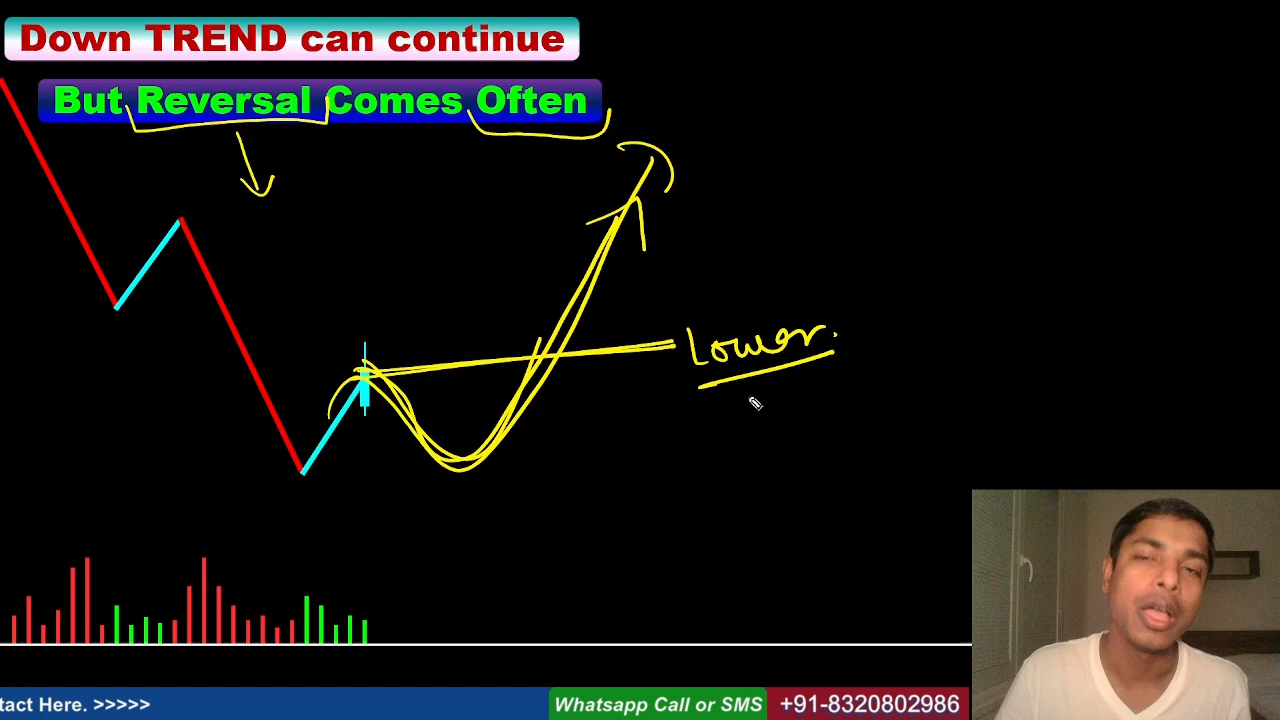 Down TREND can continue
But Reversal Comes Often
Lower.
tact Here. >>>>>
Whatsapp Call or SMS
+91-8320802986